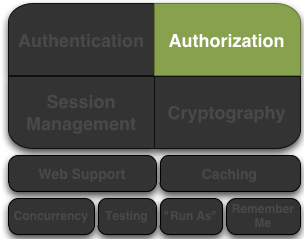 Authentication
Authorization
Session
Management
Cryptography
Web Support
Caching
Concurrency
Testing
"Run As"
Remember
Me